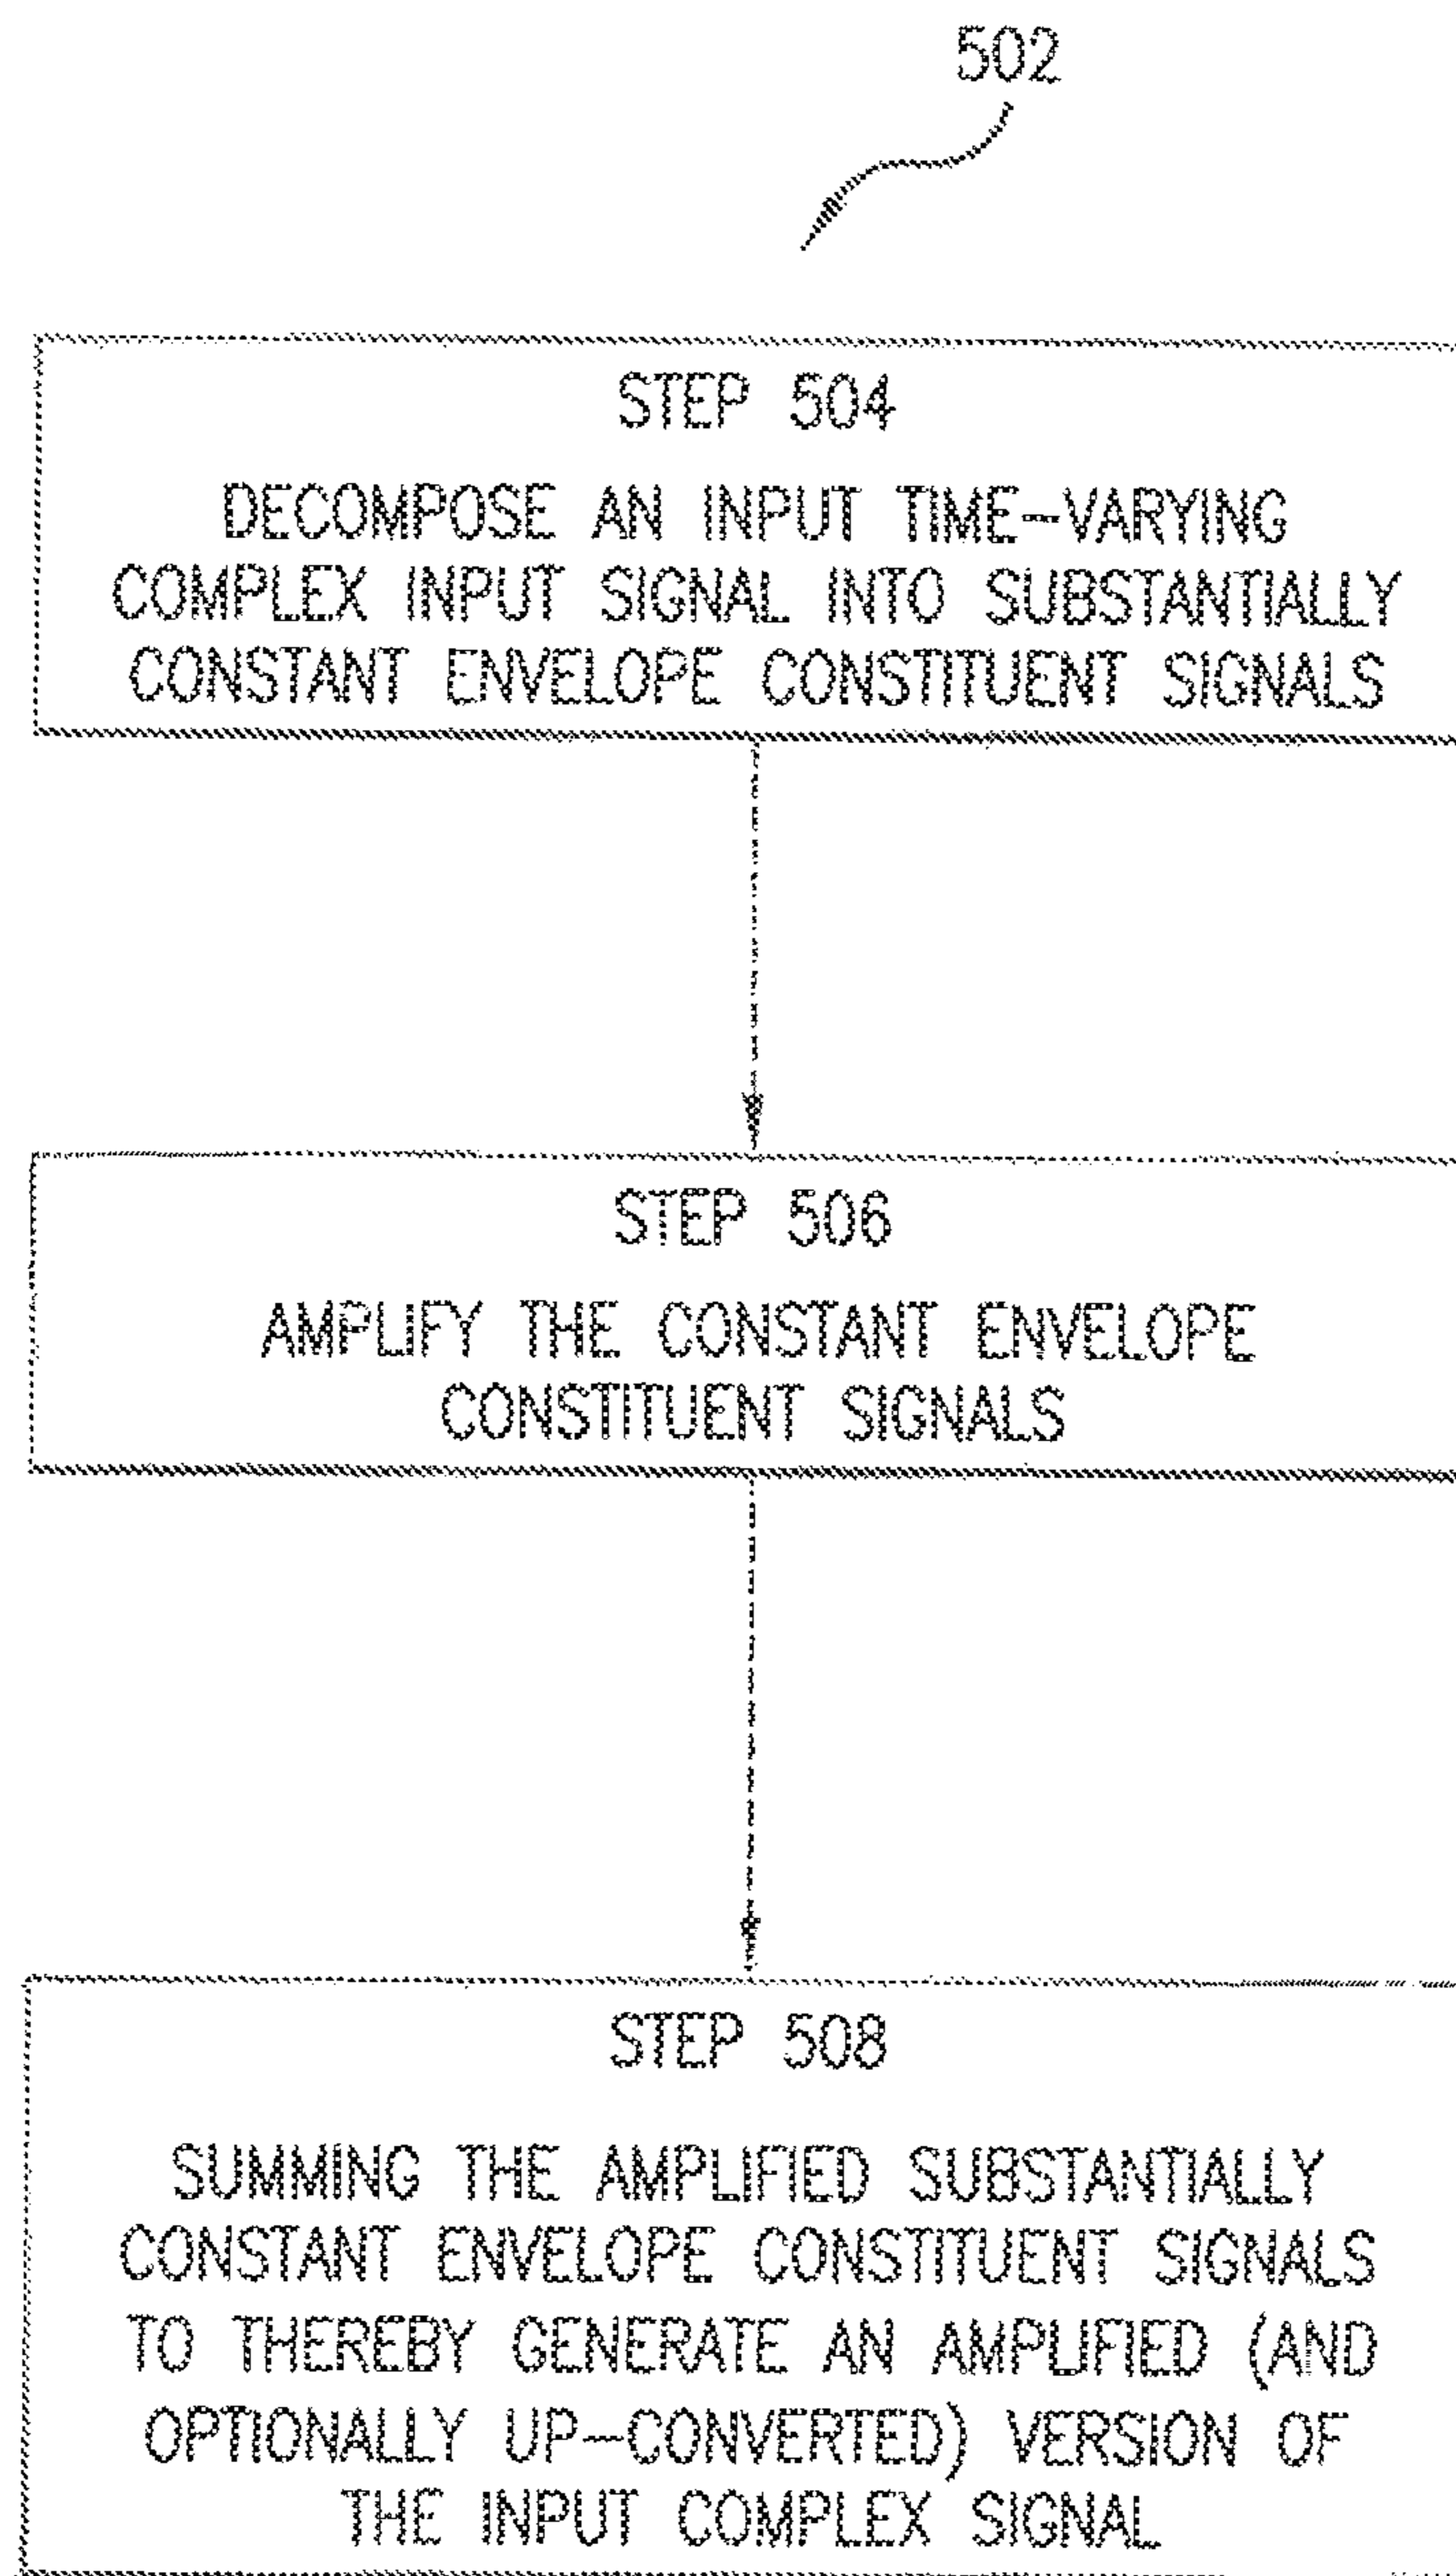 502
STEP 504
DECOMPOSE AN INPUT TIME-VARYING
COMPLEX INPUT SIGNAL INTO SUBSTANTIALLY
CONSTANT ENVELOPE CONSTITUENT SIGNALS
STEP 506
AMPLIFY THE CONSTANT ENVELOPE
CONSTITUENT SIGNALS
STEP 508
SUMMING THE AMPLIFIED SUBSTANTIALLY
CONSTANT ENVELOPE CONSTITUENT SIGNALS
TO THEREBY GENERATE AN AMPLIFIED (AND
OPTIONALLY UP-CONVERTED) VERSION OF
THE INPUT COMPLEX SIGNAL